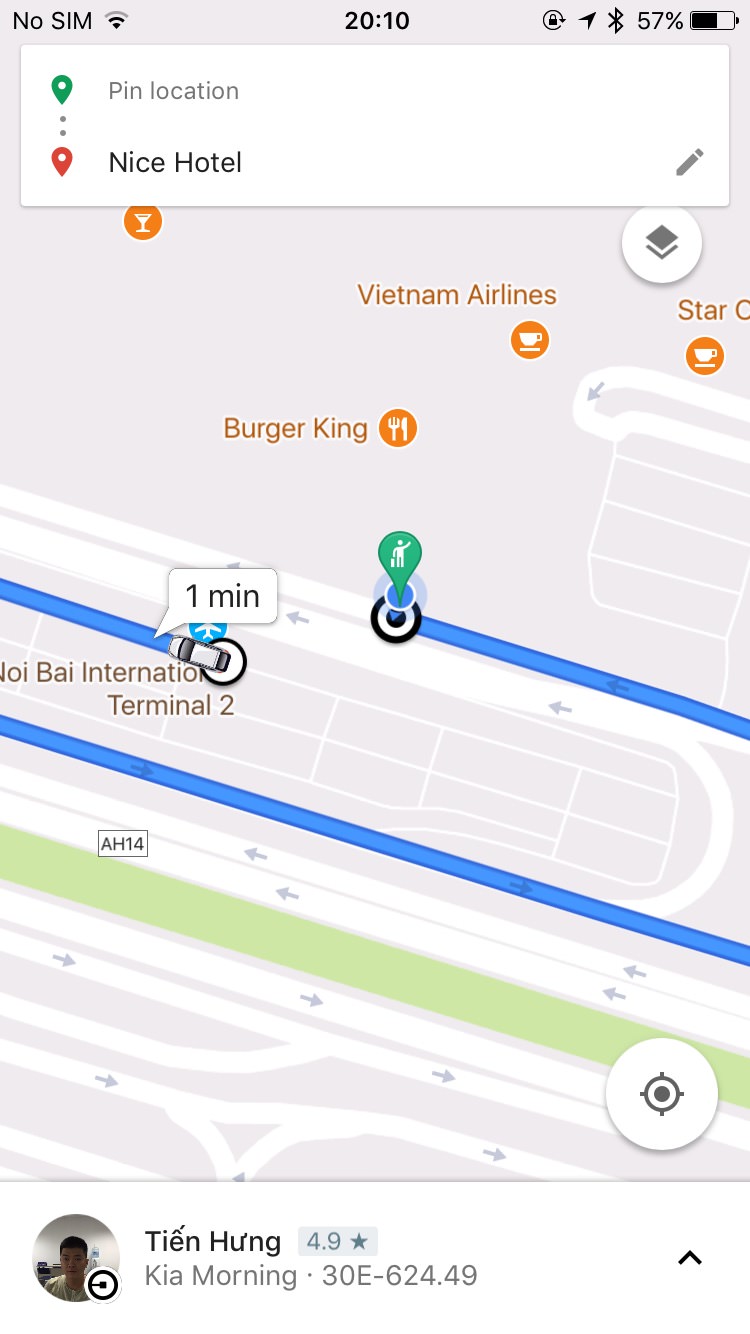 No SIM 20:10 57%
Pin location
Nice Hotel
Vietnam Airlines
Star C
Burger King
1 min
Noi Bai Internation
Terminal 2
AH14
Tiến Hưng 4.9 ★
Kia Morning · 30E-624.49